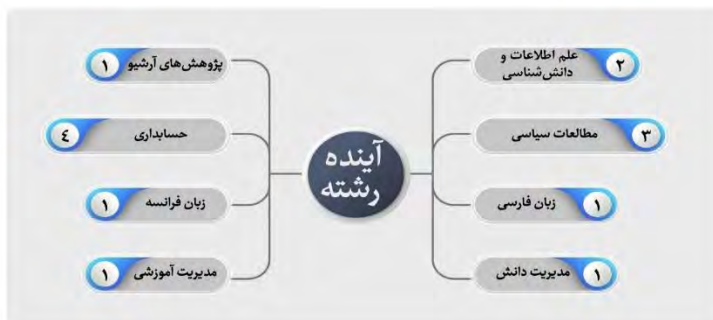 آینده
رشته
علم اطلاعات و
دانش‌شناسی
۲
مطالعات سیاسی
۳
زبان فارسی
۱
مدیریت دانش
۱
پژوهش‌های آرشیو
۱
حسابداری
٤
زبان فرانسه
۱
مدیریت آموزشی
۱